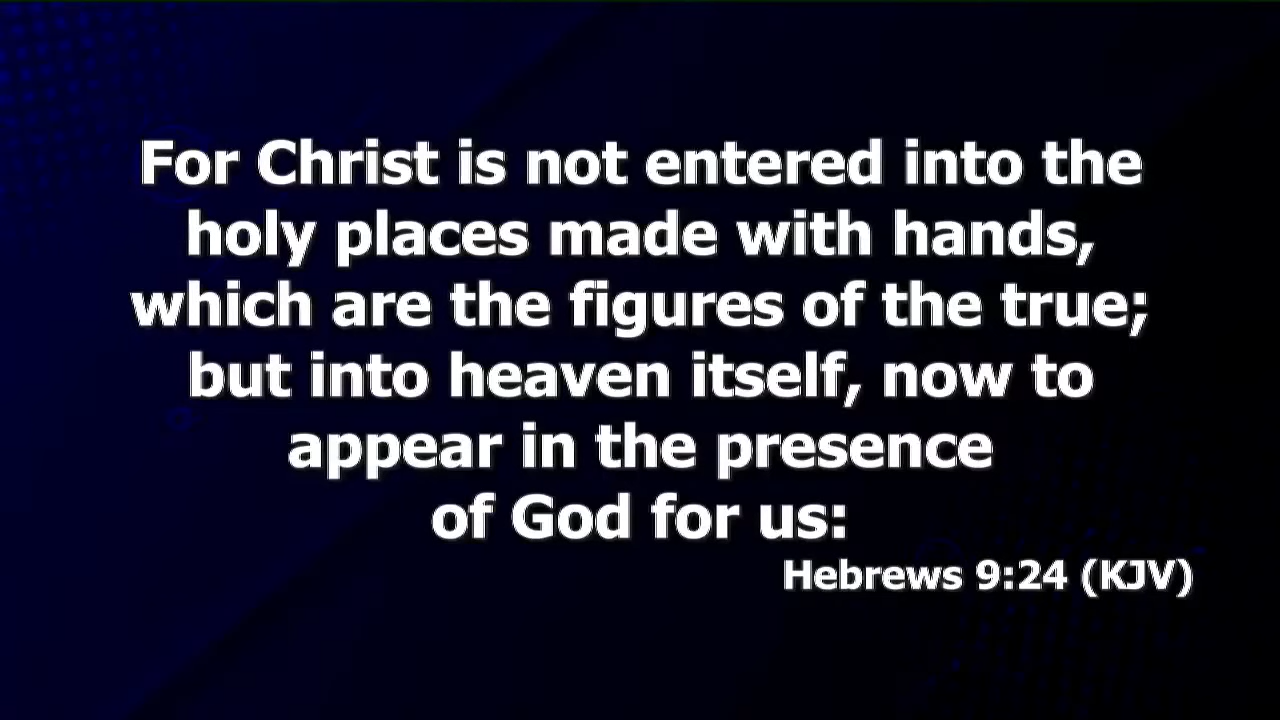 For Christ is not entered into the
holy places made with hands,
which are the figures of the true;
but into heaven itself, now to
appear in the presence
of God for us:
Hebrews 9:24 (KJV)